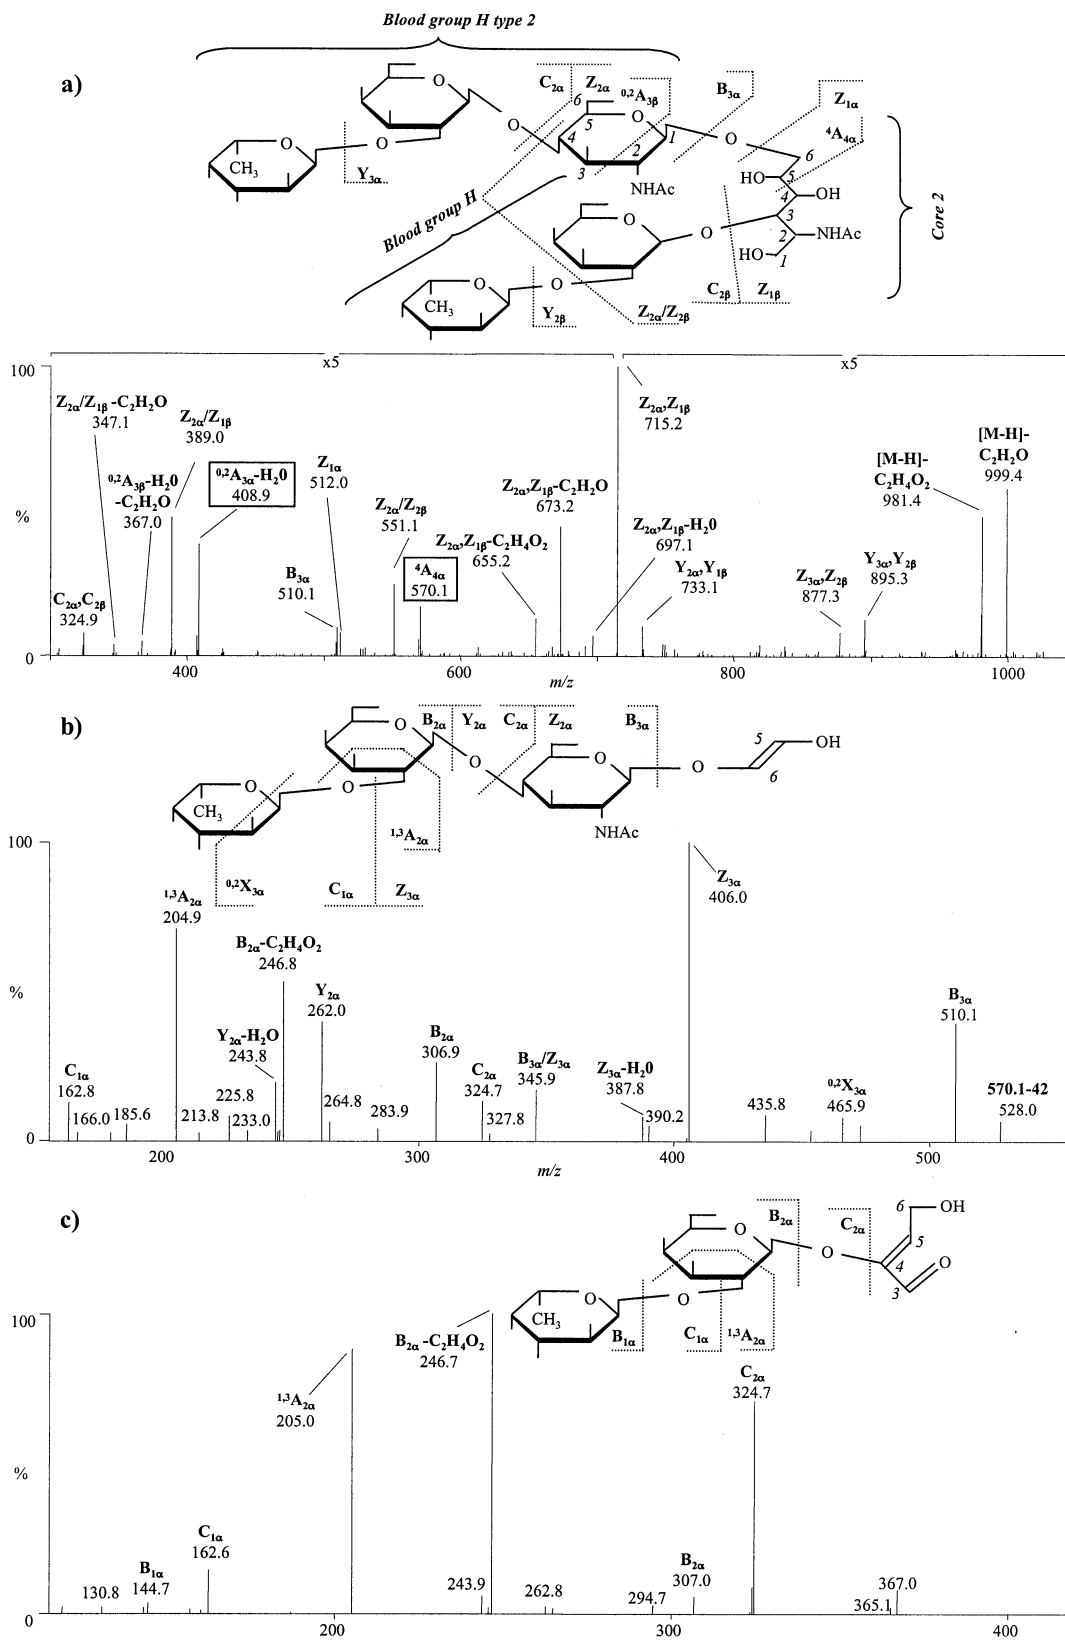 Blood group H type 2
a)
C2α
Z2α
0,2A3β
B3α
Z1α
4A4α
O
O
O
O
O
CH3
Y3α
NHAc
HO
OH
1
2
3
4
5
6
6
5
4
3
2
1
NHAc
HO
Core 2
Blood group H
O
O
O
O
CH3
Y2β
Z2α/Z2β
C2β
Z1β
x5
x5
100
Z2α/Z1β -C2H2O
347.1
Z2α/Z1β
389.0
0,2A3β-H20
-C2H2O
367.0
0,2A3α-H20
408.9
Z1α
512.0
Z2α/Z2β
551.1
4A4α
570.1
B3α
510.1
C2α,C2β
324.9
Z2α,Z1β-C2H2O
673.2
Z2α,Z1β-C2H4O2
655.2
Z2α,Z1β
715.2
Z2α,Z1β-H20
697.1
Y2α,Y1β
733.1
Z3α,Z2β
877.3
Y3α,Y2β
895.3
[M-H]-
C2H4O2
981.4
[M-H]-
C2H2O
999.4
%
0
400
600
800
1000
m/z
b)
B2α
Y2α
C2α
Z2α
B3α
O
O
O
O
O
O
5
6
OH
CH3
NHAc
1,3A2α
0,2X3α
C1α
Z3α
100
1,3A2α
204.9
B2α-C2H4O2
246.8
Y2α
262.0
Y2α-H2O
243.8
C1α
162.8
166.0
185.6
213.8
225.8
233.0
264.8
283.9
B2α
306.9
C2α
324.7
327.8
B3α/Z3α
345.9
Z3α-H20
387.8
390.2
Z3α
406.0
435.8
0,2X3α
465.9
B3α
510.1
570.1-42
528.0
%
0
200
300
400
500
m/z
c)
B2α
C2α
6
OH
5
4
3
O
O
O
O
O
CH3
B1α
C1α
1,3A2α
100
B2α -C2H4O2
246.7
1,3A2α
205.0
C2α
324.7
C1α
162.6
B1α
144.7
130.8
243.9
262.8
294.7
B2α
307.0
365.1
367.0
%
0
200
300
400